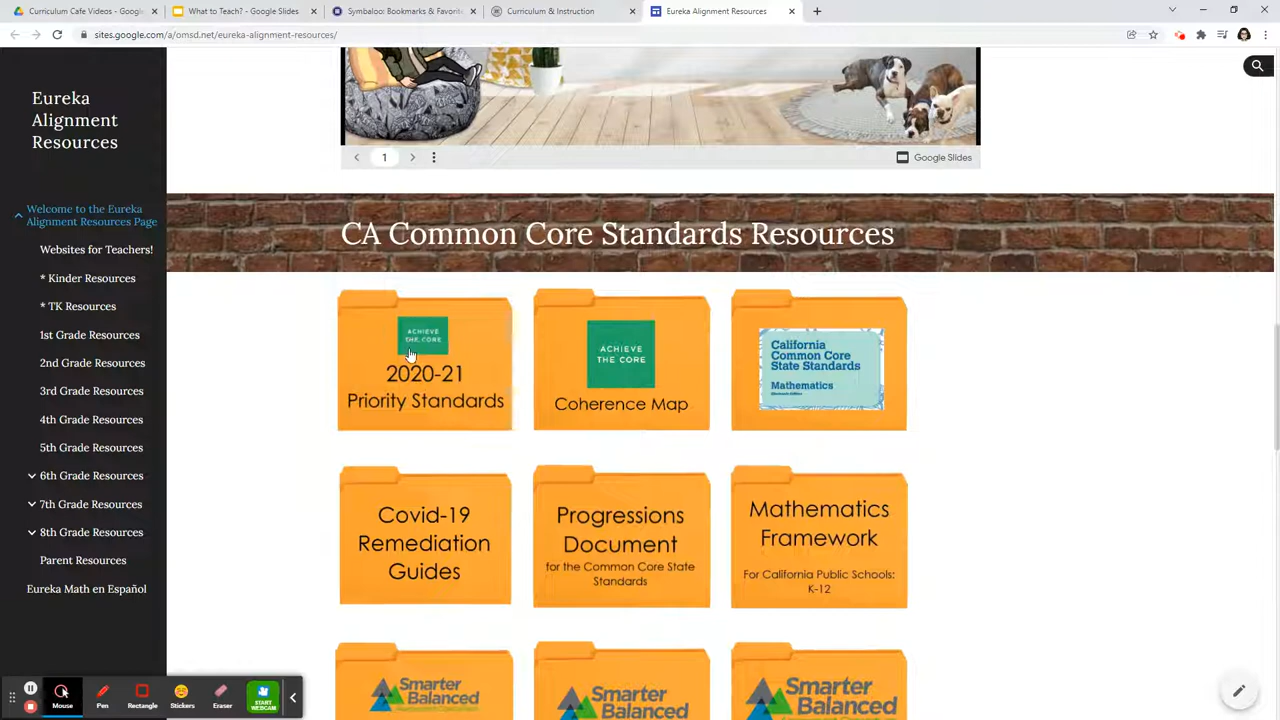 Curriculum Cafe Videos - Google
What to Teach? - Google Slides
Symbaloo: Bookmarks & Favorit
Curriculum & Instruction
Eureka Alignment Resources
sites.google.com/a/omsd.net/eureka-alignment-resources/
Eureka
Alignment
Resources
Welcome to the Eureka
Alignment Resources Page
Websites for Teachers!
* Kinder Resources
* TK Resources
1st Grade Resources
2nd Grade Resources
3rd Grade Resources
4th Grade Resources
5th Grade Resources
6th Grade Resources
7th Grade Resources
8th Grade Resources
Parent Resources
Eureka Math en Español
1
Google Slides
CA Common Core Standards Resources
ACHIEVE
THE CORE
2020-21
Priority Standards
ACHIEVE
THE CORE
Coherence Map
California
Common Core
State Standards
Mathematics
Covid-19
Remediation
Guides
Progressions
Document
for the Common Core State
Standards
Mathematics
Framework
For California Public Schools:
K-12
Smarter
Balanced
Smarter
Balanced
Smarter
Balanced
Mouse
Pen
Rectangle
Stickers
Eraser
START
WEBCAM